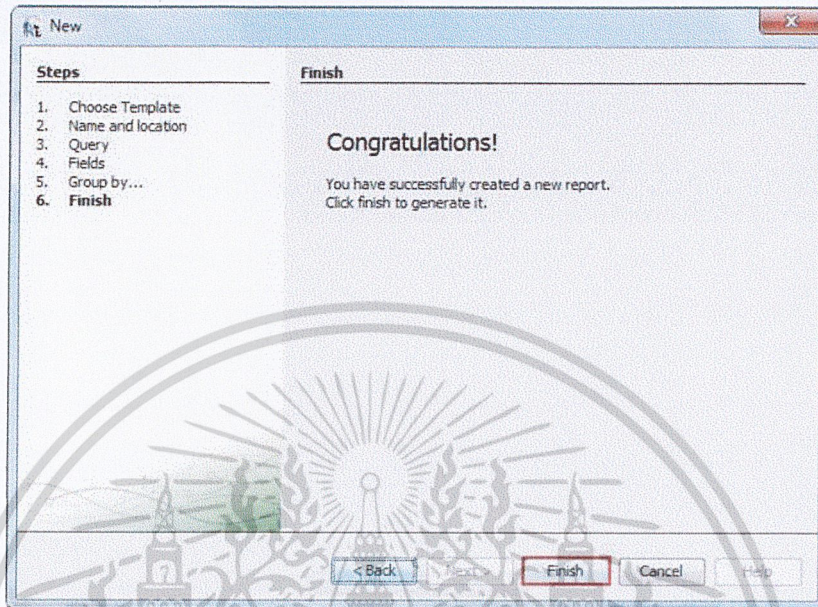 New
Steps
1. Choose Template
2. Name and location
3. Query
4. Fields
5. Group by...
6. Finish
Finish
Congratulations!
You have successfully created a new report.
Click finish to generate it.
< Back
Next >
Finish
Cancel
Help